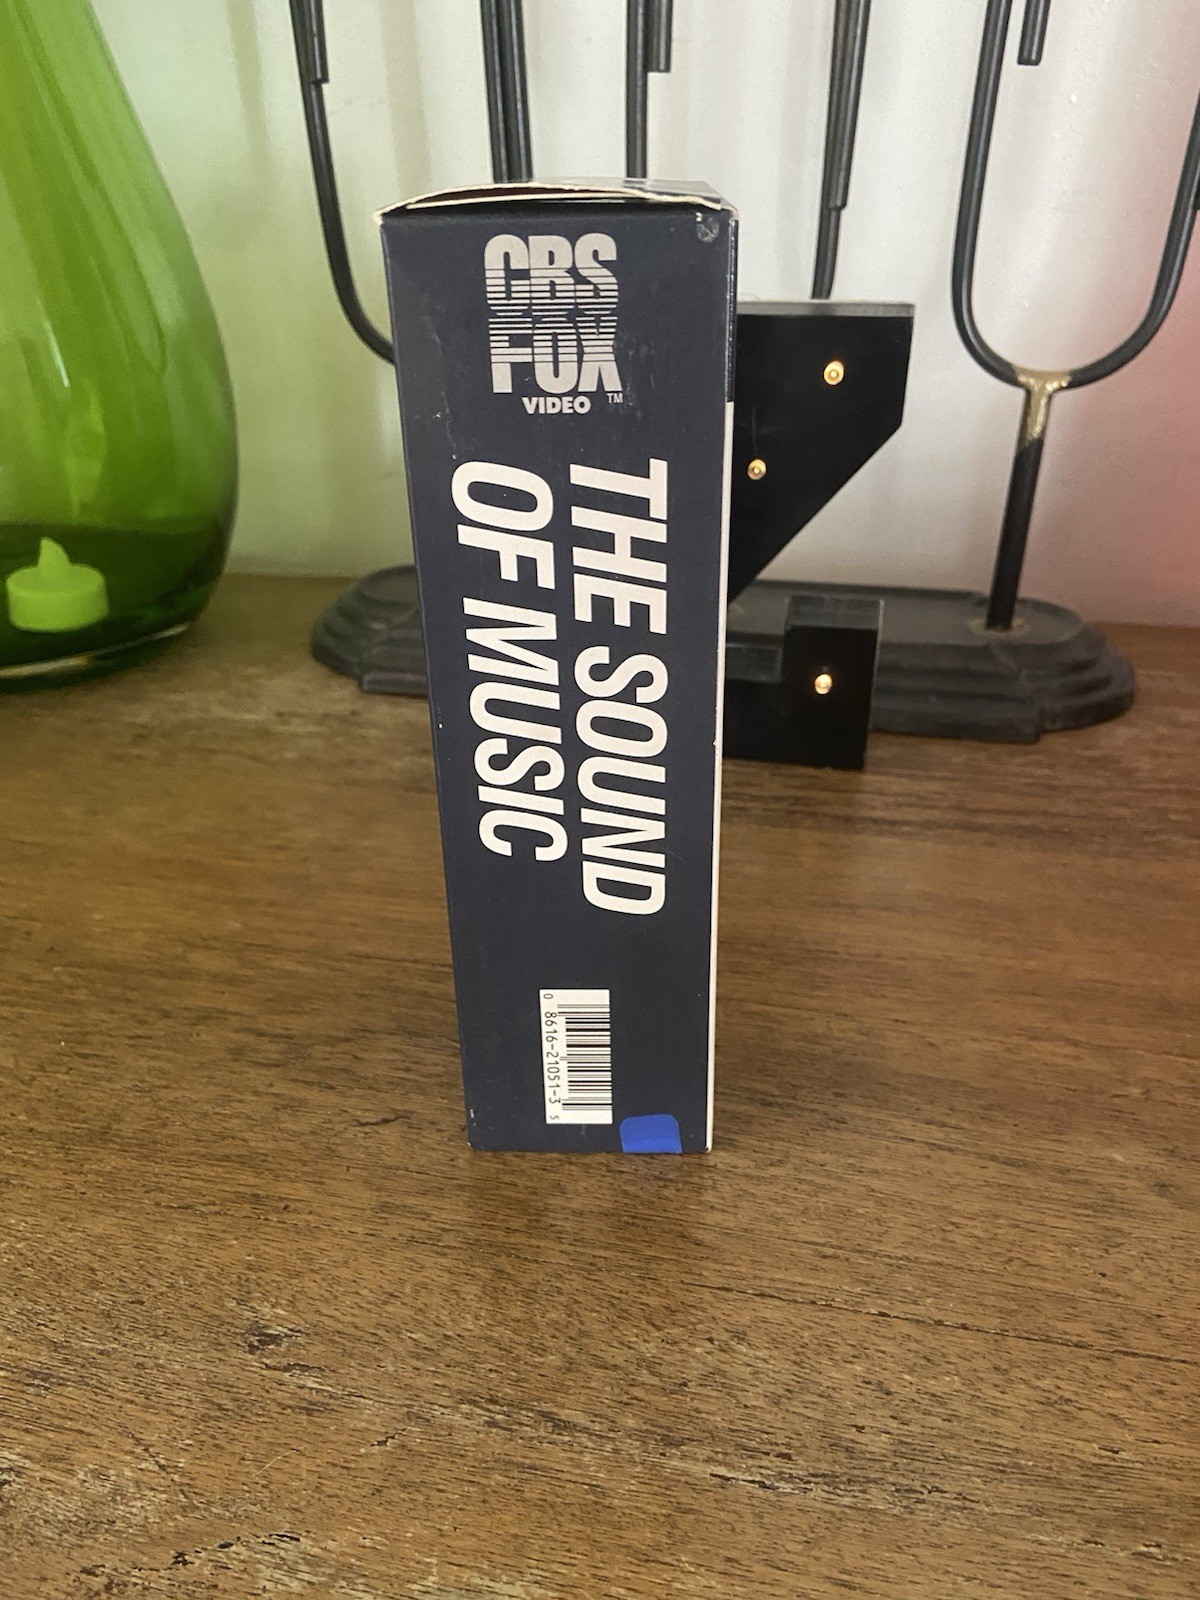 CBS
FOX
VIDEO ™
THE SOUND
OF MUSIC
0 8616-21051-3 5